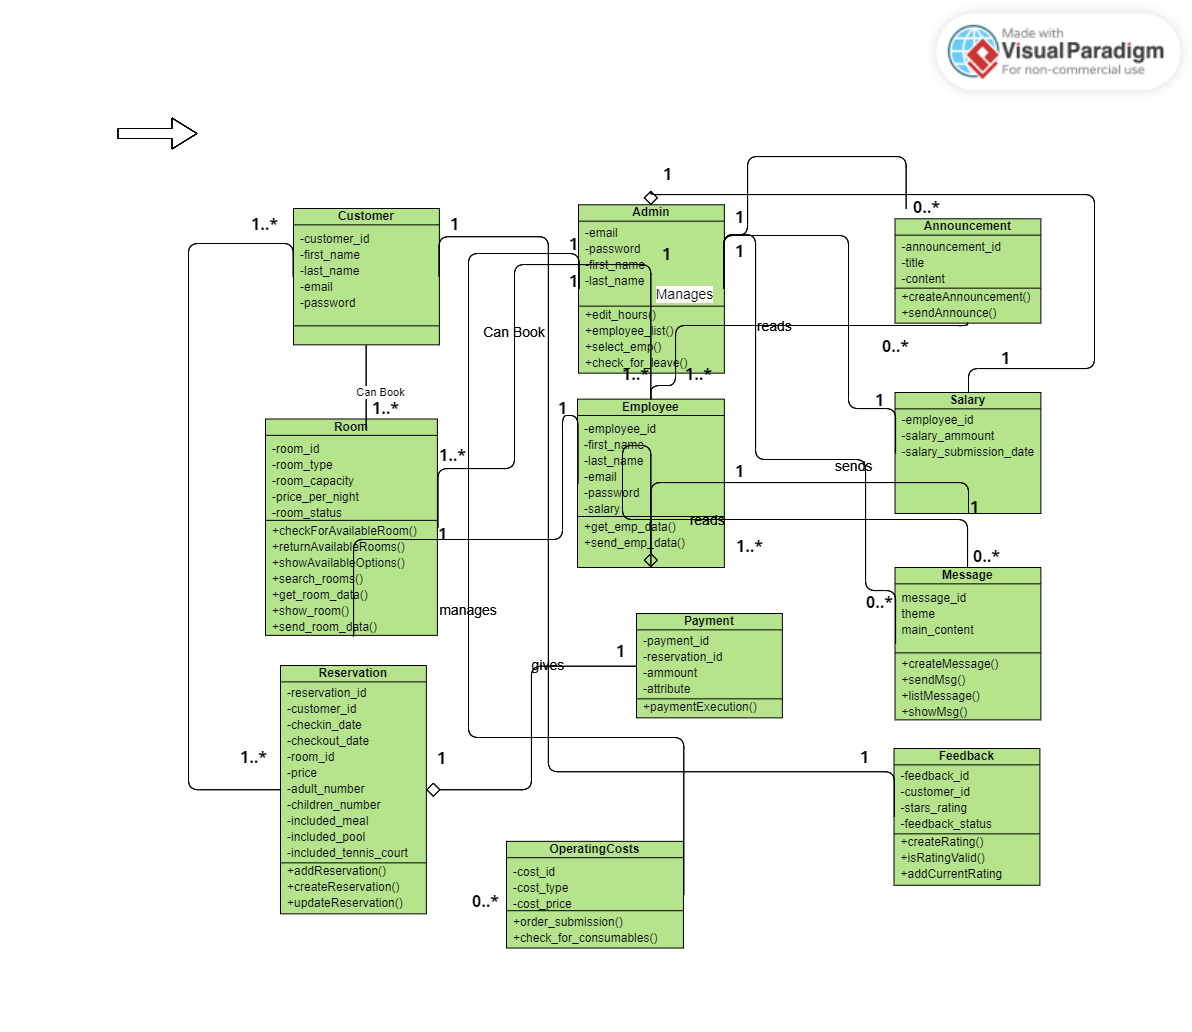 Made with
VisualParadigm
For non-commercial use
Customer
-customer_id
-first_name
-last_name
-email
-password
1..*
1
Can Book
1..*
Room
-room_id
-room_type
-room_capacity
-price_per_night
-room_status
+checkForAvailableRoom()
+returnAvailableRooms()
+showAvailableOptions()
+search_rooms()
+get_room_data()
+show_room()
+send_room_data()
1..*
1
manages
Reservation
-reservation_id
-customer_id
-checkin_date
-checkout_date
-room_id
-price
-adult_number
-children_number
-included_meal
-included_pool
-included_tennis_court
+addReservation()
+createReservation()
+updateReservation()
1..*
1
1
Admin
-email
-password
-first_name
-last_name
+edit_hours()
+employee_list()
+select_emp()
+check_for_leave()
1
1
1
1
1
Manages
Can Book
reads
1..*
1..*
Employee
-employee_id
-first_name
-last_name
-email
-password
-salary
+get_emp_data()
+send_emp_data()
1
1
reads
1..*
sends
Payment
-payment_id
-reservation_id
-ammount
-attribute
+paymentExecution()
1
gives
OperatingCosts
-cost_id
-cost_type
-cost_price
+order_submission()
+check_for_consumables()
0..*
0..*
Announcement
-announcement_id
-title
-content
+createAnnouncement()
+sendAnnounce()
0..*
1
1
Salary
-employee_id
-salary_ammount
-salary_submission_date
1
0..*
0..*
Message
message_id
theme
main_content
+createMessage()
+sendMsg()
+listMessage()
+showMsg()
1
Feedback
-feedback_id
-customer_id
-stars_rating
-feedback_status
+createRating()
+isRatingValid()
+addCurrentRating